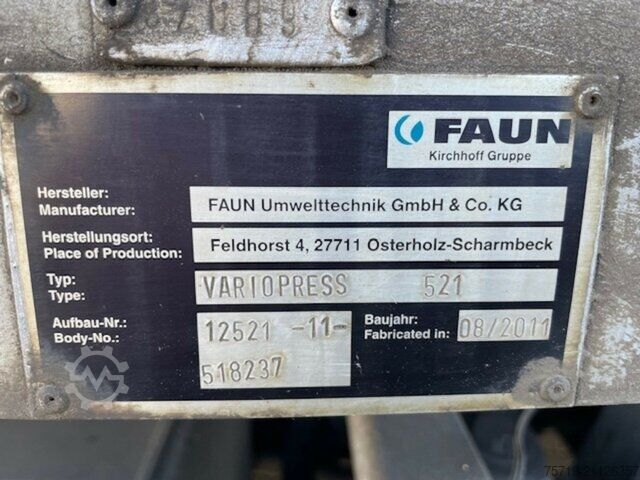 FAUN
Kirchhoff Gruppe
Hersteller:
Manufacturer:
FAUN Umwelttechnik GmbH & Co. KG
Herstellungsort:
Place of Production:
Feldhorst 4, 27711 Osterholz-Scharmbeck
Typ:
Type:
VARIOPRESS 521
Aufbau-Nr.:
Body-No.:
12521 -11-
518237
Baujahr:
Fabricated in:
08/2011